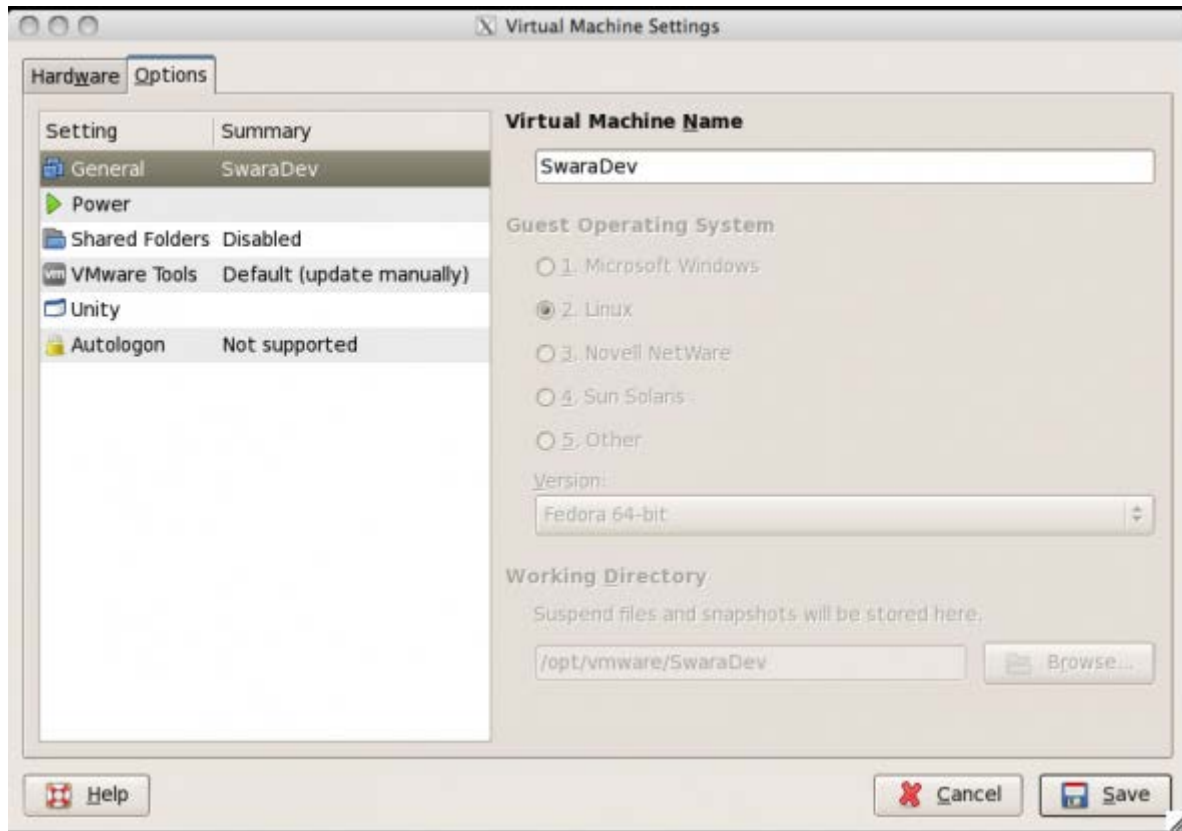 Virtual Machine Settings
Hardware Options
Setting Summary
General SwaraDev
Power
Shared Folders Disabled
vm VMware Tools Default (update manually)
Unity
Autologon Not supported
Virtual Machine Name
SwaraDev
Guest Operating System
1. Microsoft Windows
2. Linux
3. Novell NetWare
4. Sun Solaris
5. Other
Version:
Fedora 64-bit
Working Directory
Suspend files and snapshots will be stored here.
/opt/vmware/SwaraDev Browse...
Help Cancel Save